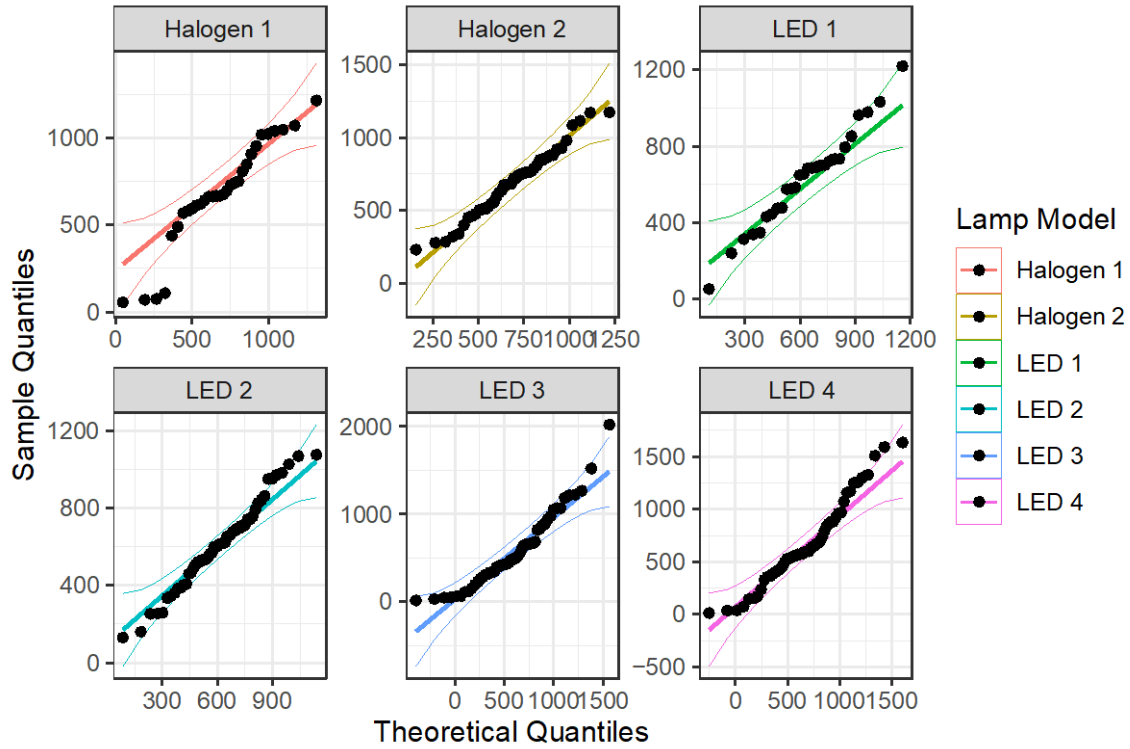 Halogen 1
Halogen 2
LED 1
1000
500
0
1500
1000
500
0
1200
800
400
0
0 500 1000
250 500 750 1000 1250
300 600 900 1200
LED 2
LED 3
LED 4
1200
800
400
0
2000
1000
0
1500
1000
500
0
−500
300 600 900
0 500 1000 1500
0 500 1000 1500
Sample Quantiles
Theoretical Quantiles
Lamp Model
Halogen 1
Halogen 2
LED 1
LED 2
LED 3
LED 4